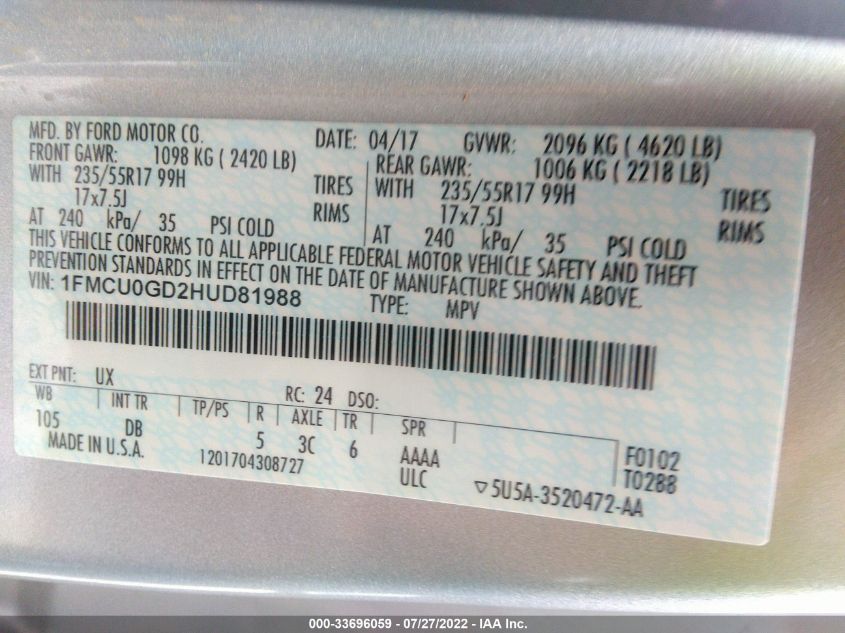 MFD. BY FORD MOTOR CO. DATE: 04/17 GVWR: 2096 KG ( 4620 LB)
FRONT GAWR: 1098 KG ( 2420 LB) REAR GAWR: 1006 KG ( 2218 LB)
WITH 235/55R17 99H TIRES WITH 235/55R17 99H TIRES
17x7.5J RIMS 17x7.5J RIMS
AT 240 kPa/ 35 PSI COLD AT 240 kPa/ 35 PSI COLD
THIS VEHICLE CONFORMS TO ALL APPLICABLE FEDERAL MOTOR VEHICLE SAFETY AND THEFT
PREVENTION STANDARDS IN EFFECT ON THE DATE OF MANUFACTURE SHOWN ABOVE.
VIN: 1FMCU0GD2HUD81988 TYPE: MPV
EXT PNT: UX RC: 24 DSO:
WB INT TR TP/PS R AXLE TR SPR
105 DB 5 3C 6 AAAA F0102
MADE IN U.S.A. 1201704308727 ULC T0288
▽5U5A-3520472-AA
000-33696059 / 07/27/2022 - IAA Inc.